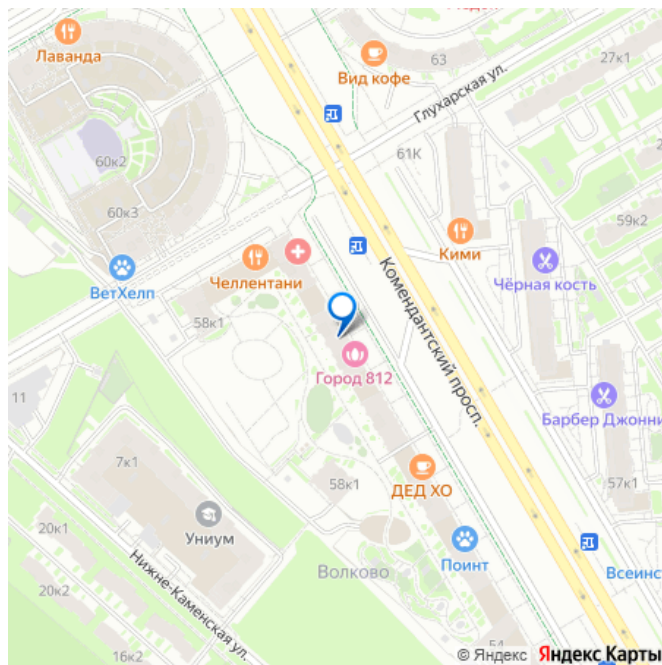 Лаванда
Вид кофе
63
27к1
Глухарская ул.
61К
60к2
60к3
59к2
Кими
ВетХелп
Челлентани
Чёрная кость
Комендантский просп.
58к1
Город 812
11
Барбер Джонни
7к1
58к1
ДЕД ХО
57к1
Униум
20к1
Нижне-Каменская ул.
Поинт
Волково
Всеинс
20к2
16к2
54
© Яндекс Яндекс Карты